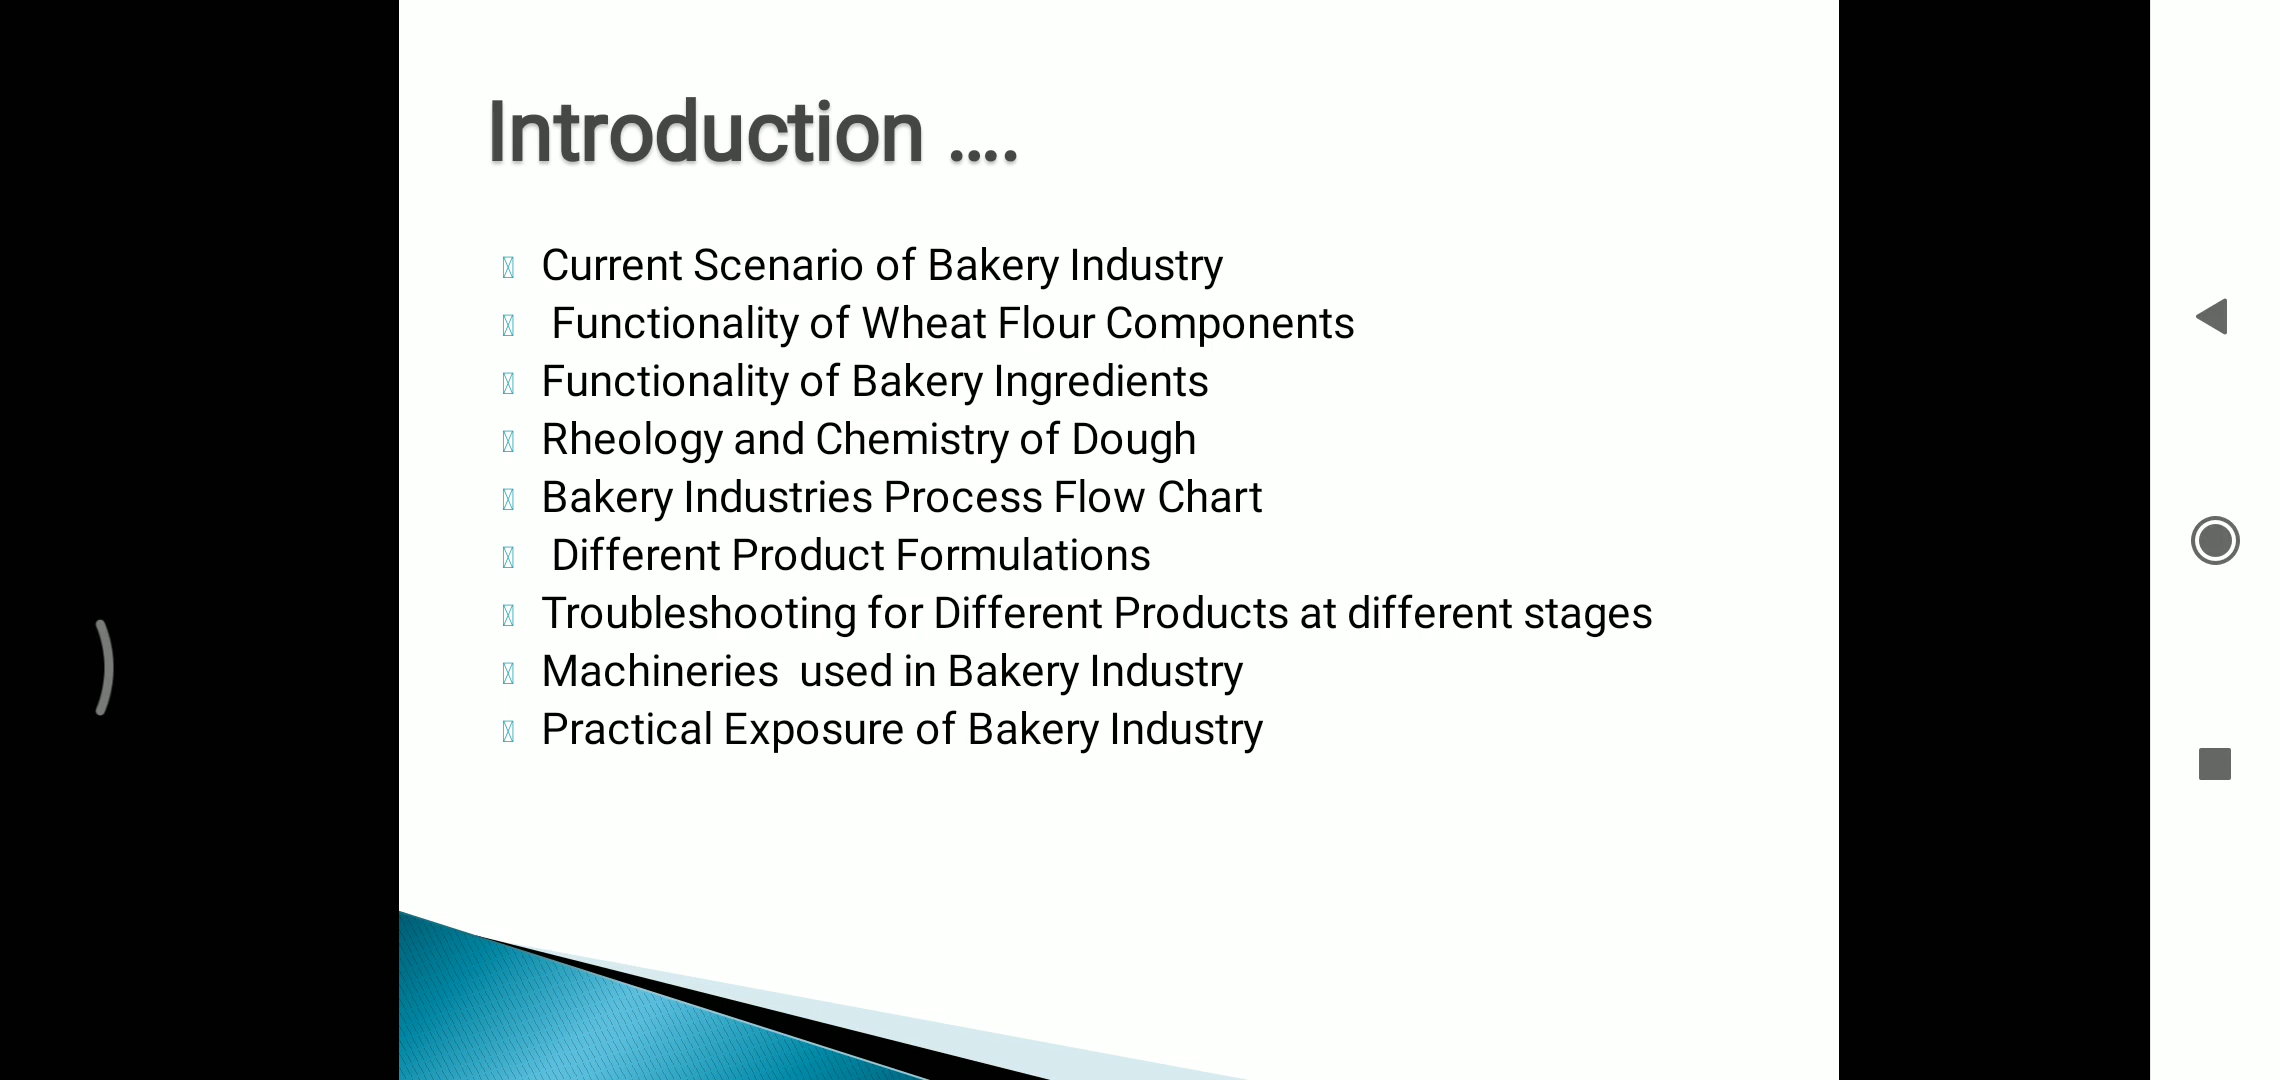 Introduction ....
Current Scenario of Bakery Industry
Functionality of Wheat Flour Components
Functionality of Bakery Ingredients
Rheology and Chemistry of Dough
Bakery Industries Process Flow Chart
Different Product Formulations
Troubleshooting for Different Products at different stages
Machineries  used in Bakery Industry
Practical Exposure of Bakery Industry